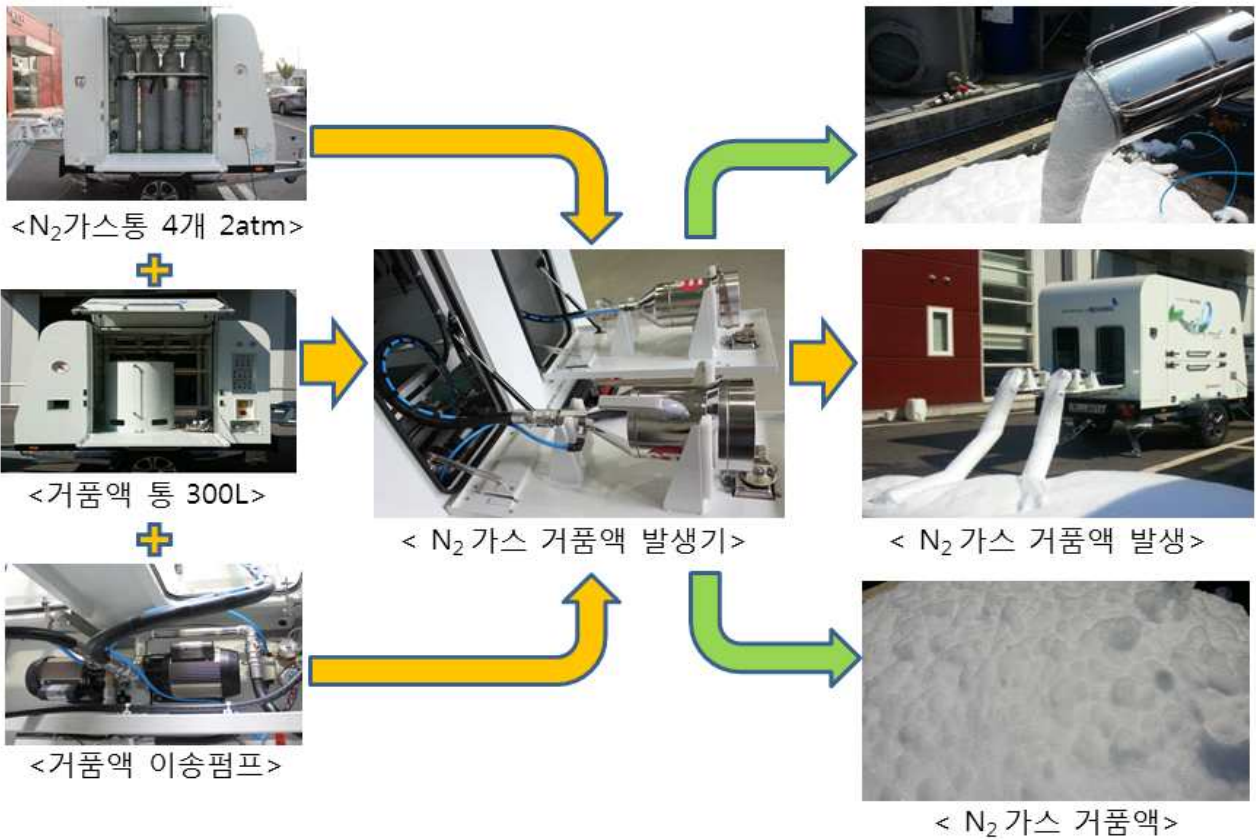 <N₂가스통 4개 2atm>
<거품액 통 300L>
<거품액 이송펌프>
< N₂ 가스 거품액 발생기>
< N₂ 가스 거품액 발생>
< N₂ 가스 거품액>